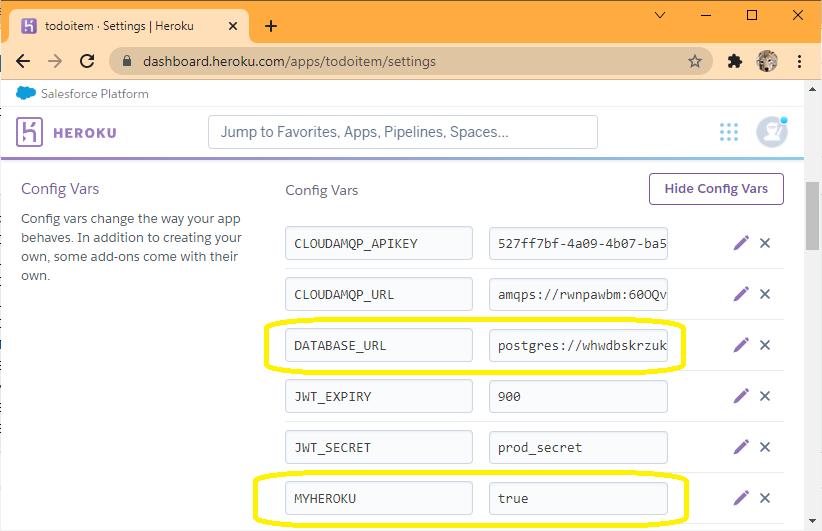 todoitem · Settings | Heroku
dashboard.heroku.com/apps/todoitem/settings
Salesforce Platform
HEROKU
Jump to Favorites, Apps, Pipelines, Spaces...
Config Vars
Config vars change the way your app
behaves. In addition to creating your
own, some add-ons come with their
own.
Config Vars
Hide Config Vars
CLOUDAMQP_APIKEY 527ff7bf-4a09-4b07-ba5
CLOUDAMQP_URL amqps://rwnpawbm:60OQv
DATABASE_URL postgres://whwdbskrzuk
JWT_EXPIRY 900
JWT_SECRET prod_secret
MYHEROKU true